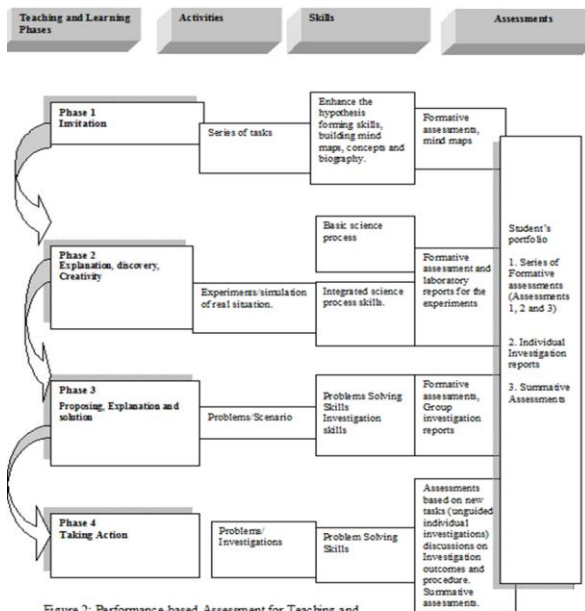 Teaching and Learning
Phases
Activities
Skills
Assessments
Phase 1
Invitation
Series of tasks
Enhance the
hypothesis
forming skills,
building mind
maps, concepts and
biography.
Formative
assessments,
mind maps
Phase 2
Explanation, discovery,
Creativity
Experiments/simulation
of real situation.
Basic science
process
Integrated science
process skills.
Formative
assessment and
laboratory
reports for the
experiments
Phase 3
Proposing, Explanation and
solution
Problems/Scenario
Problems Solving
Skills
Investigation
skills
Formative
assessments,
Group
investigation
reports
Phase 4
Taking Action
Problems/
Investigations
Problem Solving
Skills
Assessments
based on new
tasks (unguided
individual
investigations)
discussions on
Investigation
outcomes and
procedure.
Summative
assessments.
Student's
portfolio
1. Series of
Formative
assessments
(Assessments
1, 2 and 3)
2. Individual
Investigation
reports
3. Summative
Assessments
Figure 2: Performance-based Assessment for Teaching and